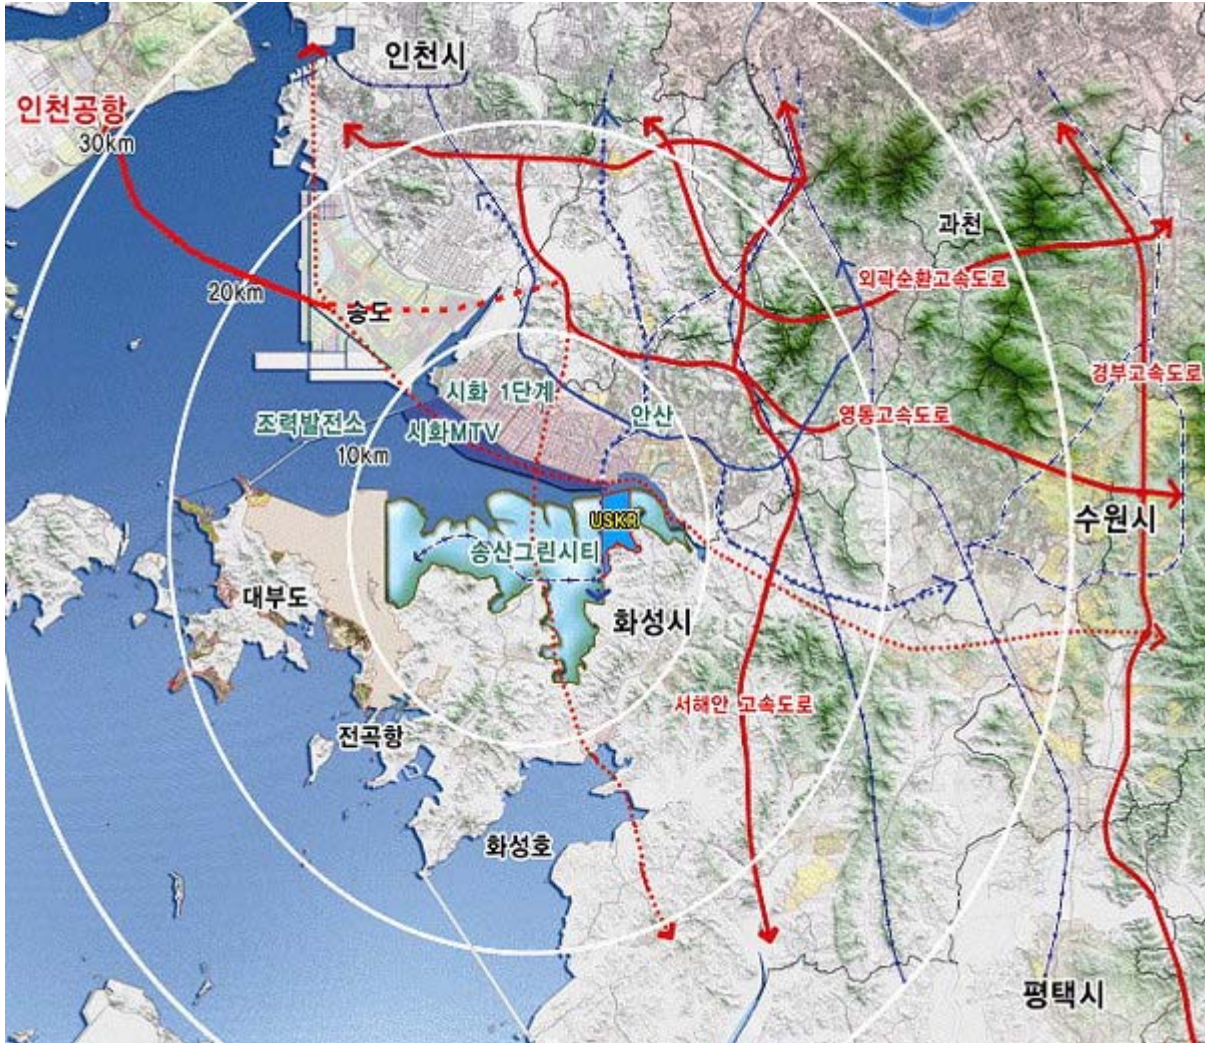 인천시
인천공항
30km
과천
외곽순환고속도로
20km
송도
경부고속도로
시화 1단계
조력발전소
시화MTV
안산
영동고속도로
10km
USKR
수원시
송산그린시티
대부도
화성시
서해안 고속도로
전곡항
화성호
평택시